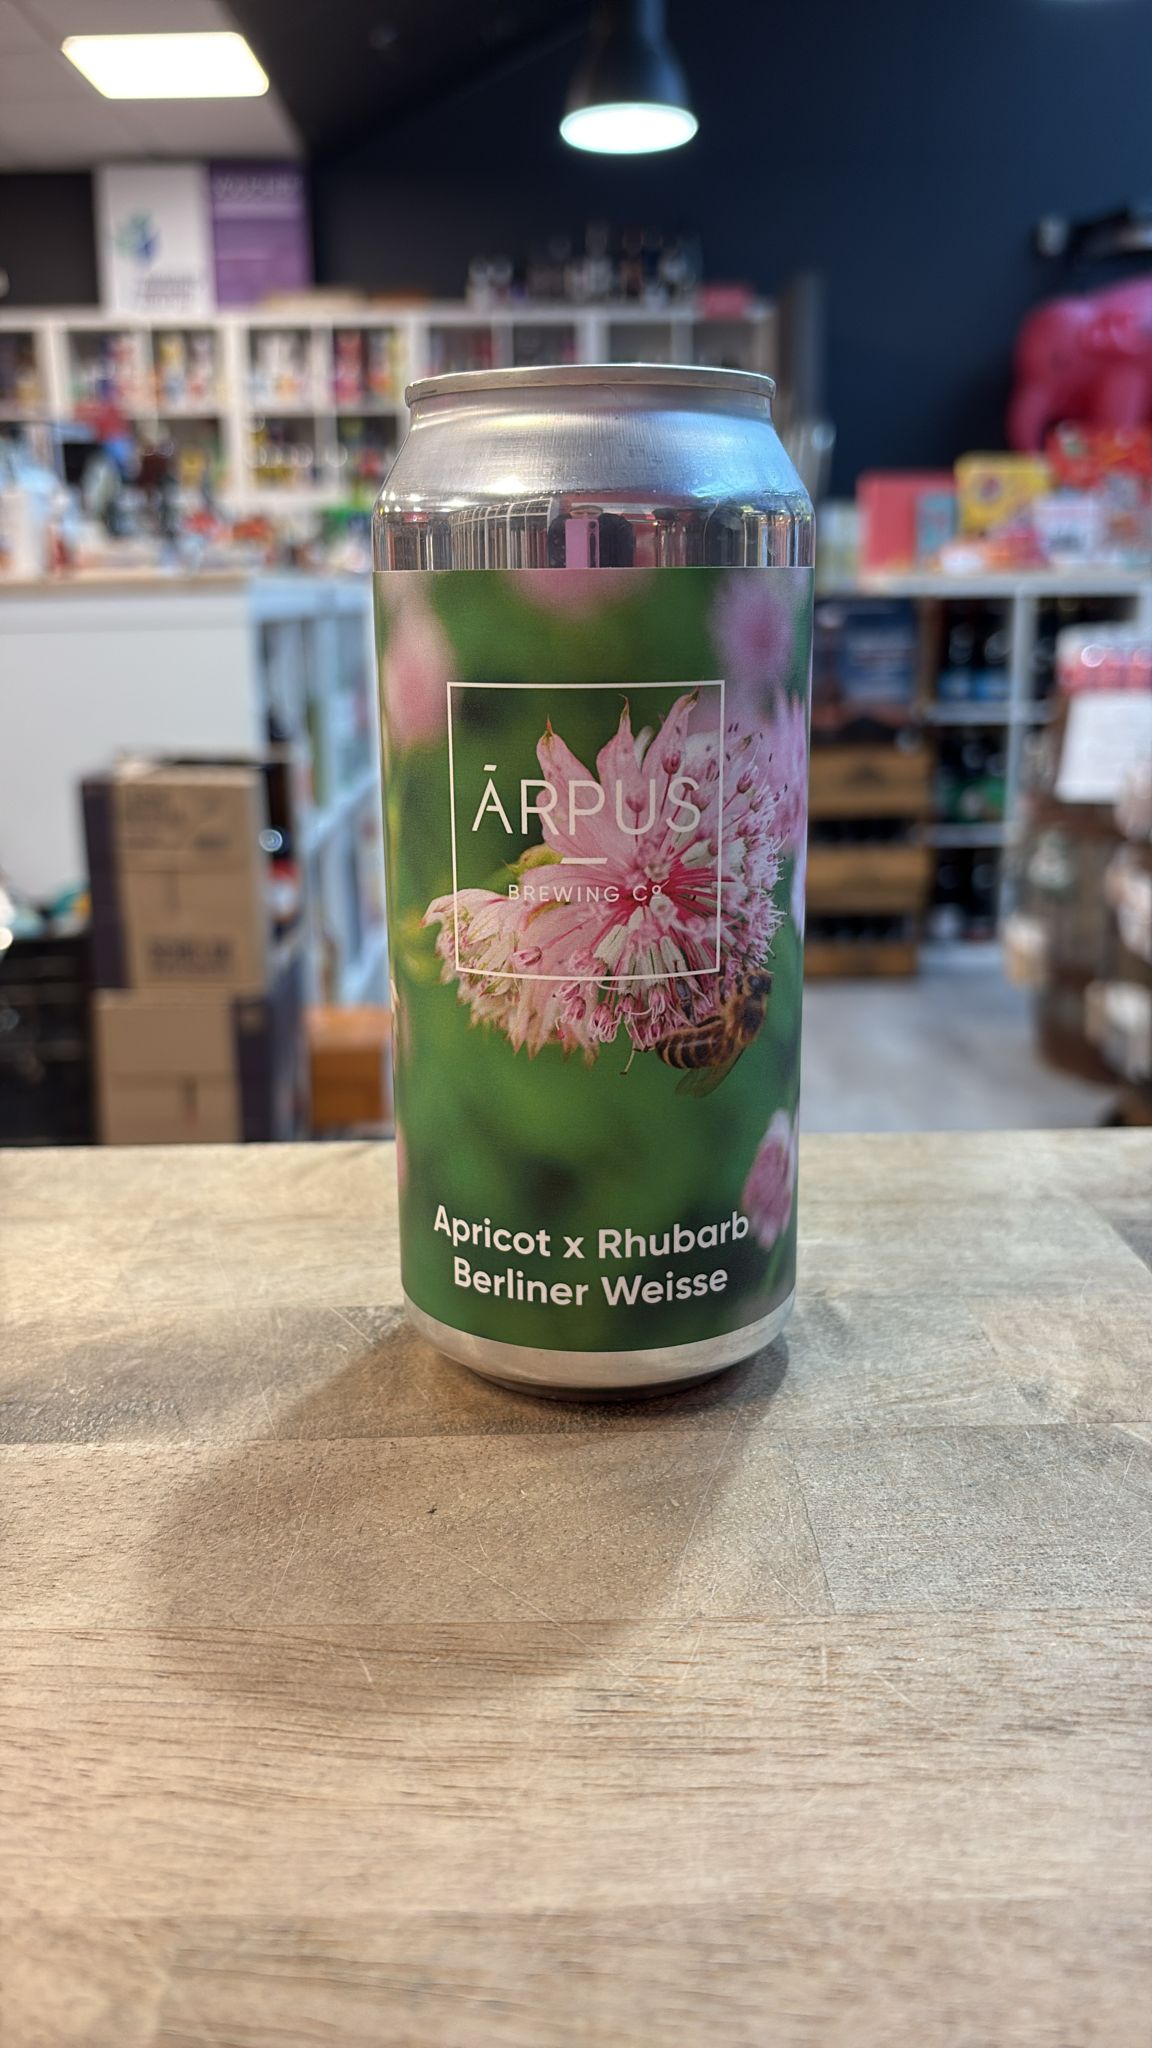 ĀRPUS
BREWING Cº
Apricot x Rhubarb
Berliner Weisse